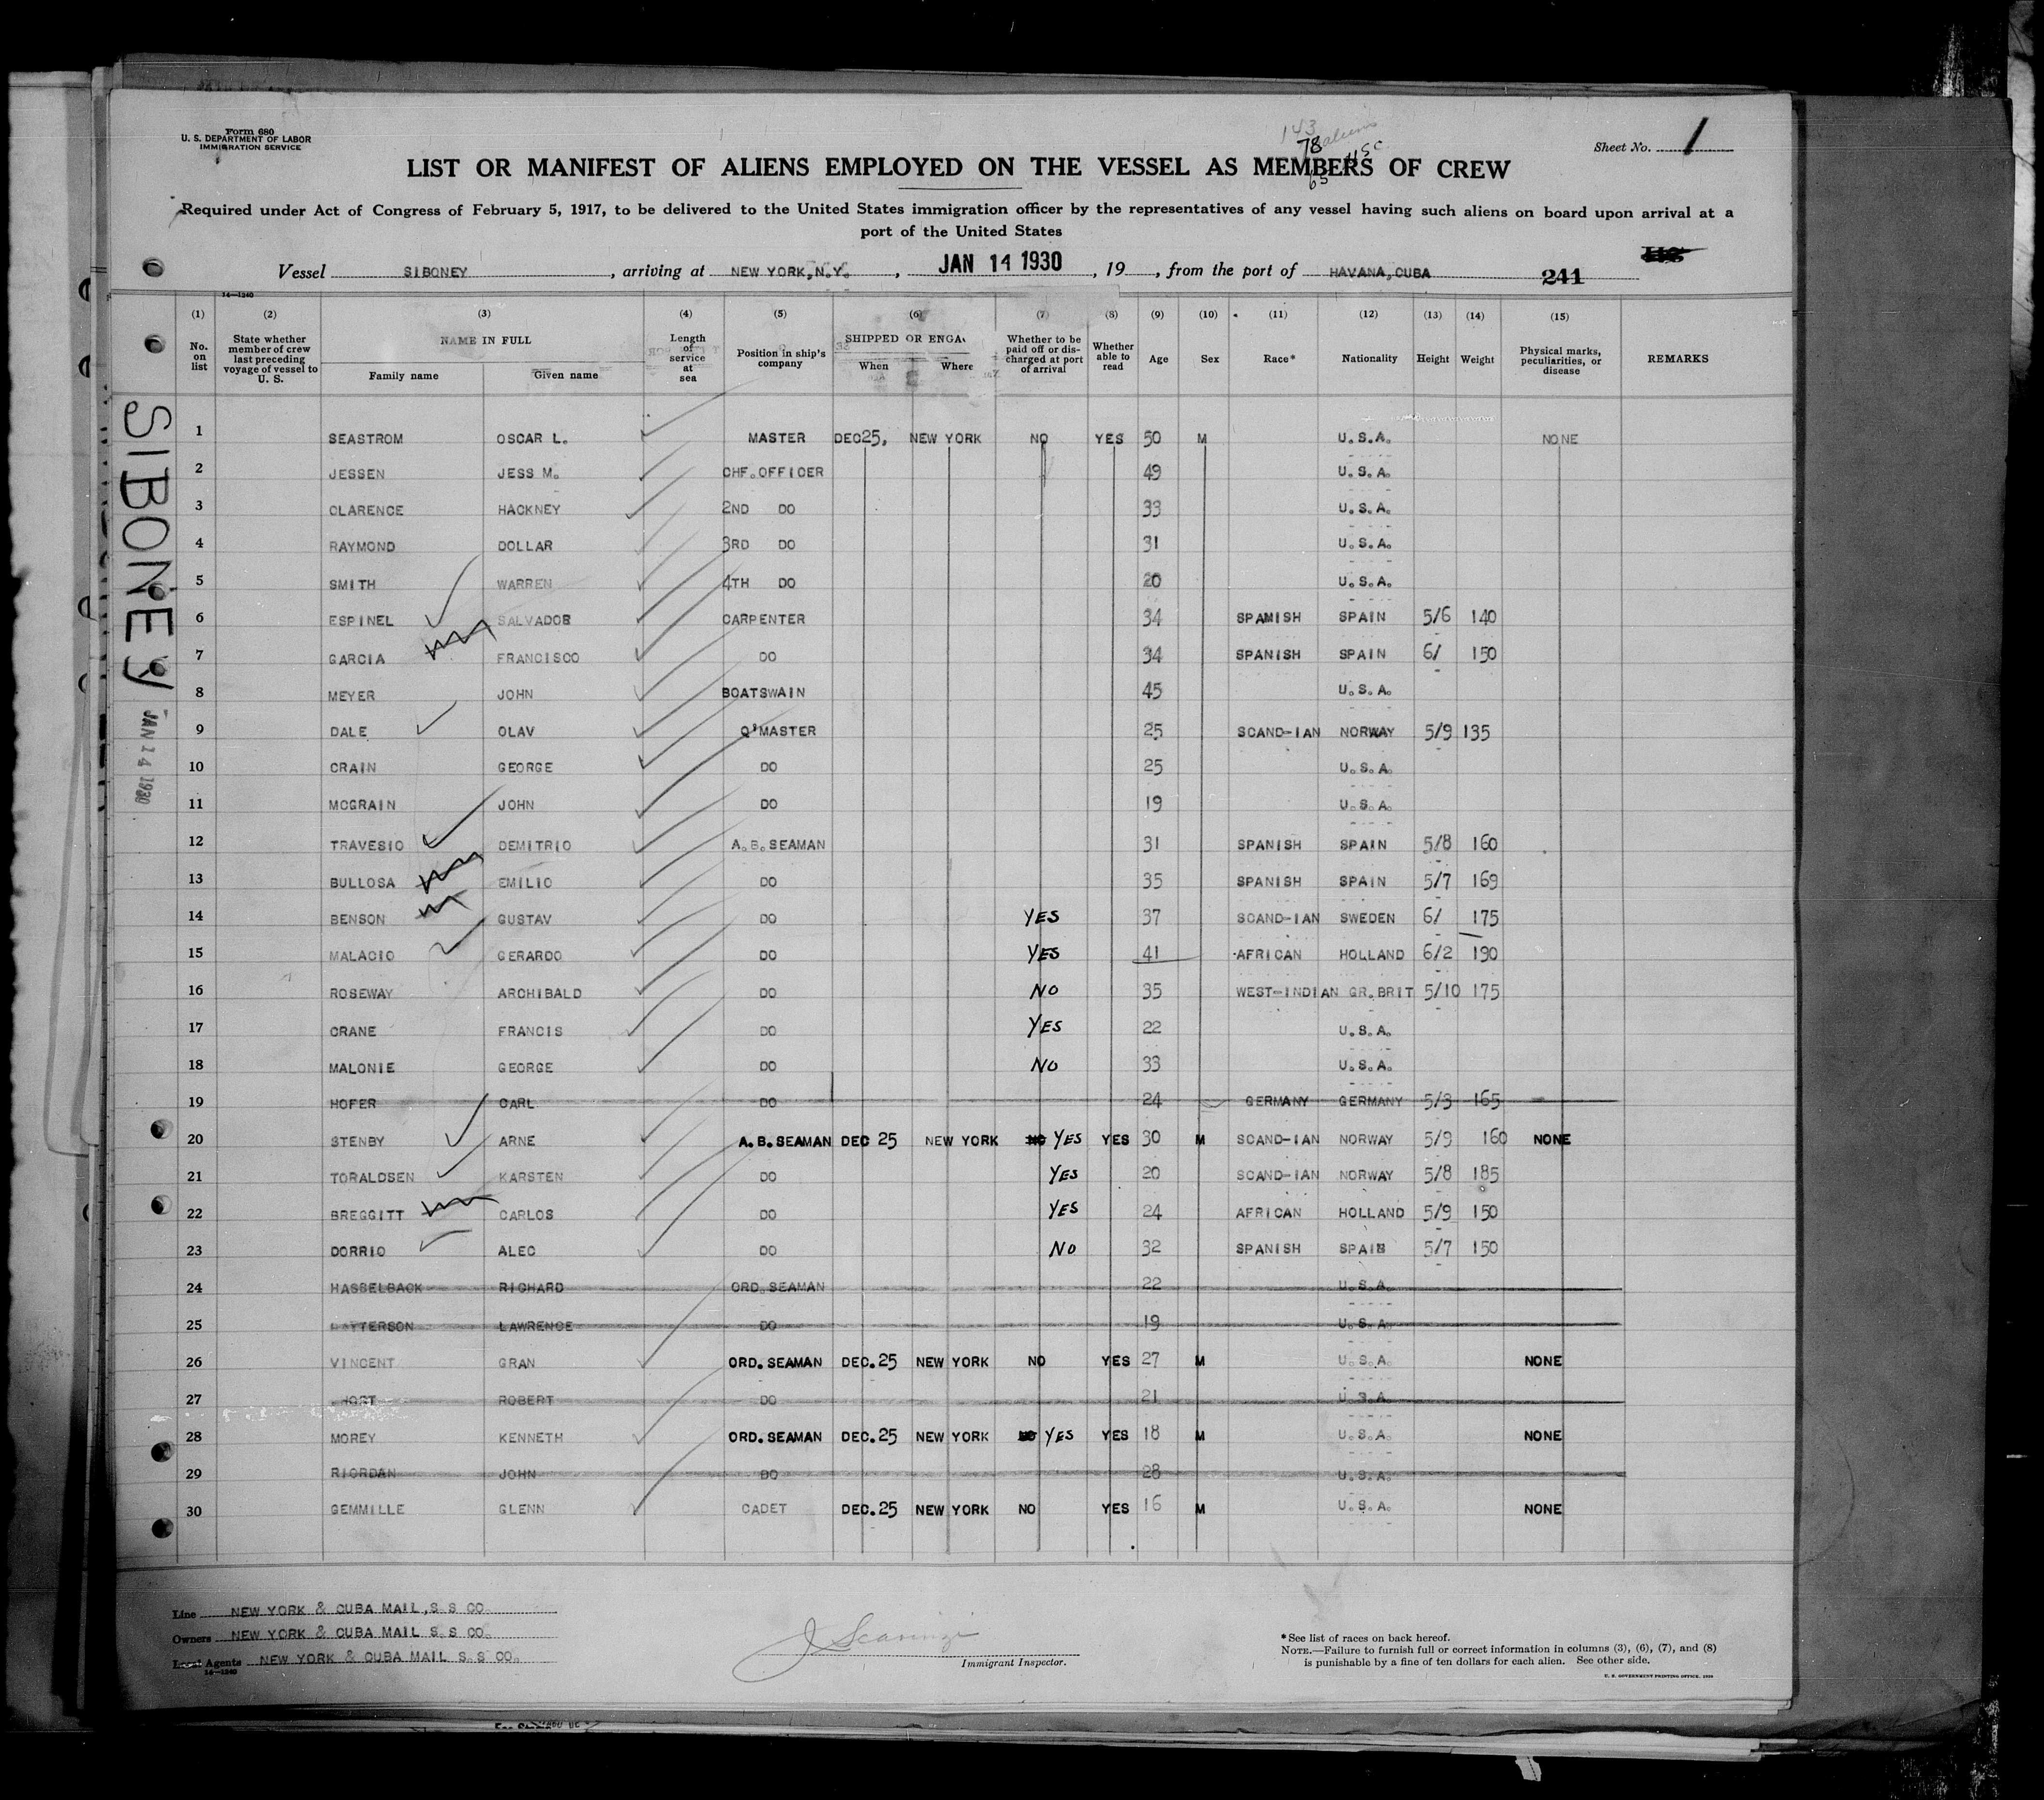 Form 680
U. S. DEPARTMENT OF LABOR
IMMIGRATION SERVICE
143 aliens
78
65 USC
Sheet No. 1
LIST OR MANIFEST OF ALIENS EMPLOYED ON THE VESSEL AS MEMBERS OF CREW
Required under Act of Congress of February 5, 1917, to be delivered to the United States immigration officer by the representatives of any vessel having such aliens on board upon arrival at a
port of the United States
Vessel SIBONEY, arriving at NEW YORK, N.Y., JAN 14 1930, 19 , from the port of HAVANA, CUBA 241
14—1240
(1) (2) (3) (4) (5) (6) (7) (8) (9) (10) (11) (12) (13) (14) (15)
No. on list
State whether member of crew last preceding voyage of vessel to U. S.
NAME IN FULL
Family name
Given name
Length of service at sea
Position in ship's company
SHIPPED OR ENGA
When
Where
Whether to be paid off or discharged at port of arrival
Whether able to read
Age
Sex
Race*
Nationality
Height
Weight
Physical marks, peculiarities, or disease
REMARKS
SIBONEY
JAN 14 1930
1 SEASTROM OSCAR L. MASTER DEC25, NEW YORK NO YES 50 M U.S.A. NONE
2 JESSEN JESS M. CHF.OFFICER 49 U.S.A.
3 CLARENCE HACKNEY 2ND DO 33 U.S.A.
4 RAYMOND DOLLAR 3RD DO 31 U.S.A.
5 SMITH WARREN 4TH DO 20 U.S.A.
6 ESPINEL SALVADOR CARPENTER 34 SPANISH SPAIN 5/6 140
7 GARCIA FRANCISCO DO 34 SPANISH SPAIN 6/ 150
8 MEYER JOHN BOATSWAIN 45 U.S.A.
9 DALE OLAV Q'MASTER 25 SCAND-IAN NORWAY 5/9 135
10 CRAIN GEORGE DO 25 U.S.A.
11 MCGRAIN JOHN DO 19 U.S.A.
12 TRAVESIO DEMITRIO A.B.SEAMAN 31 SPANISH SPAIN 5/8 160
13 BULLOSA EMILIO DO 35 SPANISH SPAIN 5/7 169
14 BENSON GUSTAV DO YES 37 SCAND-IAN SWEDEN 6/ 175
15 MALACIO GERARDO DO YES 41 AFRICAN HOLLAND 6/2 190
16 ROSEWAY ARCHIBALD DO NO 35 WEST-INDIAN GR.BRIT 5/10 175
17 CRANE FRANCIS DO YES 22 U.S.A.
18 MALONIE GEORGE DO NO 33 U.S.A.
19 HOFER CARL DO 24 GERMANY GERMANY 5/3 165
20 STENBY ARNE A.B.SEAMAN DEC 25 NEW YORK NO YES YES 30 M SCAND-IAN NORWAY 5/9 160 NONE
21 TORALDSEN KARSTEN DO YES 20 SCAND-IAN NORWAY 5/8 185
22 BREGGITT CARLOS DO YES 24 AFRICAN HOLLAND 5/9 150
23 DORRIO ALEC DO NO 32 SPANISH SPAIN 5/7 150
24 HASSELBACK RICHARD ORD.SEAMAN 22 U.S.A.
25 LAWRENCE DO 19 U.S.A.
26 VINCENT GRAN ORD.SEAMAN DEC.25 NEW YORK NO YES 27 M U.S.A. NONE
27 ROBERT DO 21 U.S.A.
28 MOREY KENNETH ORD.SEAMAN DEC.25 NEW YORK NO YES YES 18 M U.S.A. NONE
29 RIORDAN JOHN DO 28 U.S.A.
30 GEMMILLE GLENN CADET DEC.25 NEW YORK NO YES 16 M U.S.A. NONE
Line NEW YORK & CUBA MAIL,S S CO.
Owners NEW YORK & CUBA MAIL S.S CO.
Local Agents NEW YORK & CUBA MAIL S.S CO.
14—1240
Immigrant Inspector.
*See list of races on back hereof.
NOTE.—Failure to furnish full or correct information in columns (3), (6), (7), and (8)
is punishable by a fine of ten dollars for each alien. See other side.
U. S. GOVERNMENT PRINTING OFFICE, 1929